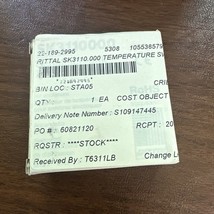 22-189-2995 5308 105536579
RITTAL SK3110.000 TEMPERATURE SW
BIN LOC: STA05 CRI
QTY 1 EA COST OBJECT
Delivery Note Number : S109147445
PO # : 60821120 RCPT: 20
RQSTR : ****STOCK****
Received By : T6311LB Change L